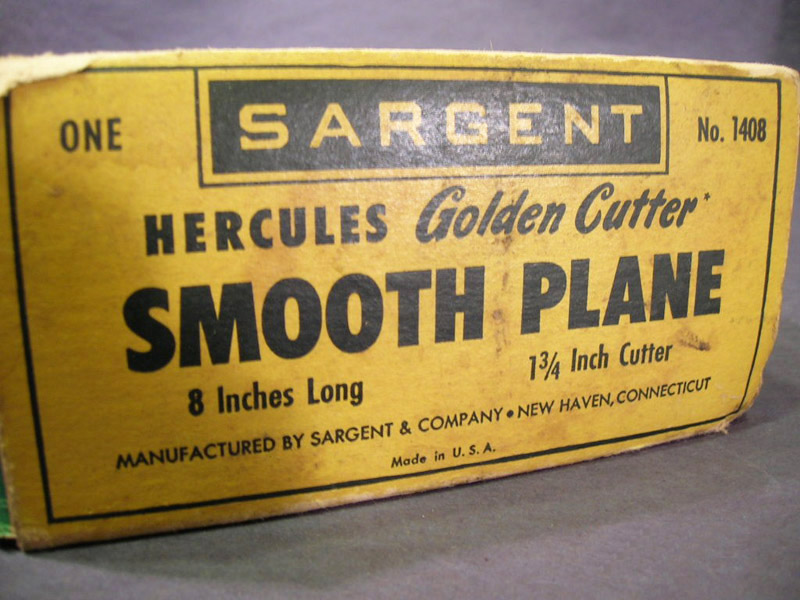 ONE SARGENT No. 1408
HERCULES Golden Cutter*
SMOOTH PLANE
8 Inches Long 1¾ Inch Cutter
MANUFACTURED BY SARGENT & COMPANY • NEW HAVEN, CONNECTICUT
Made in U.S.A.